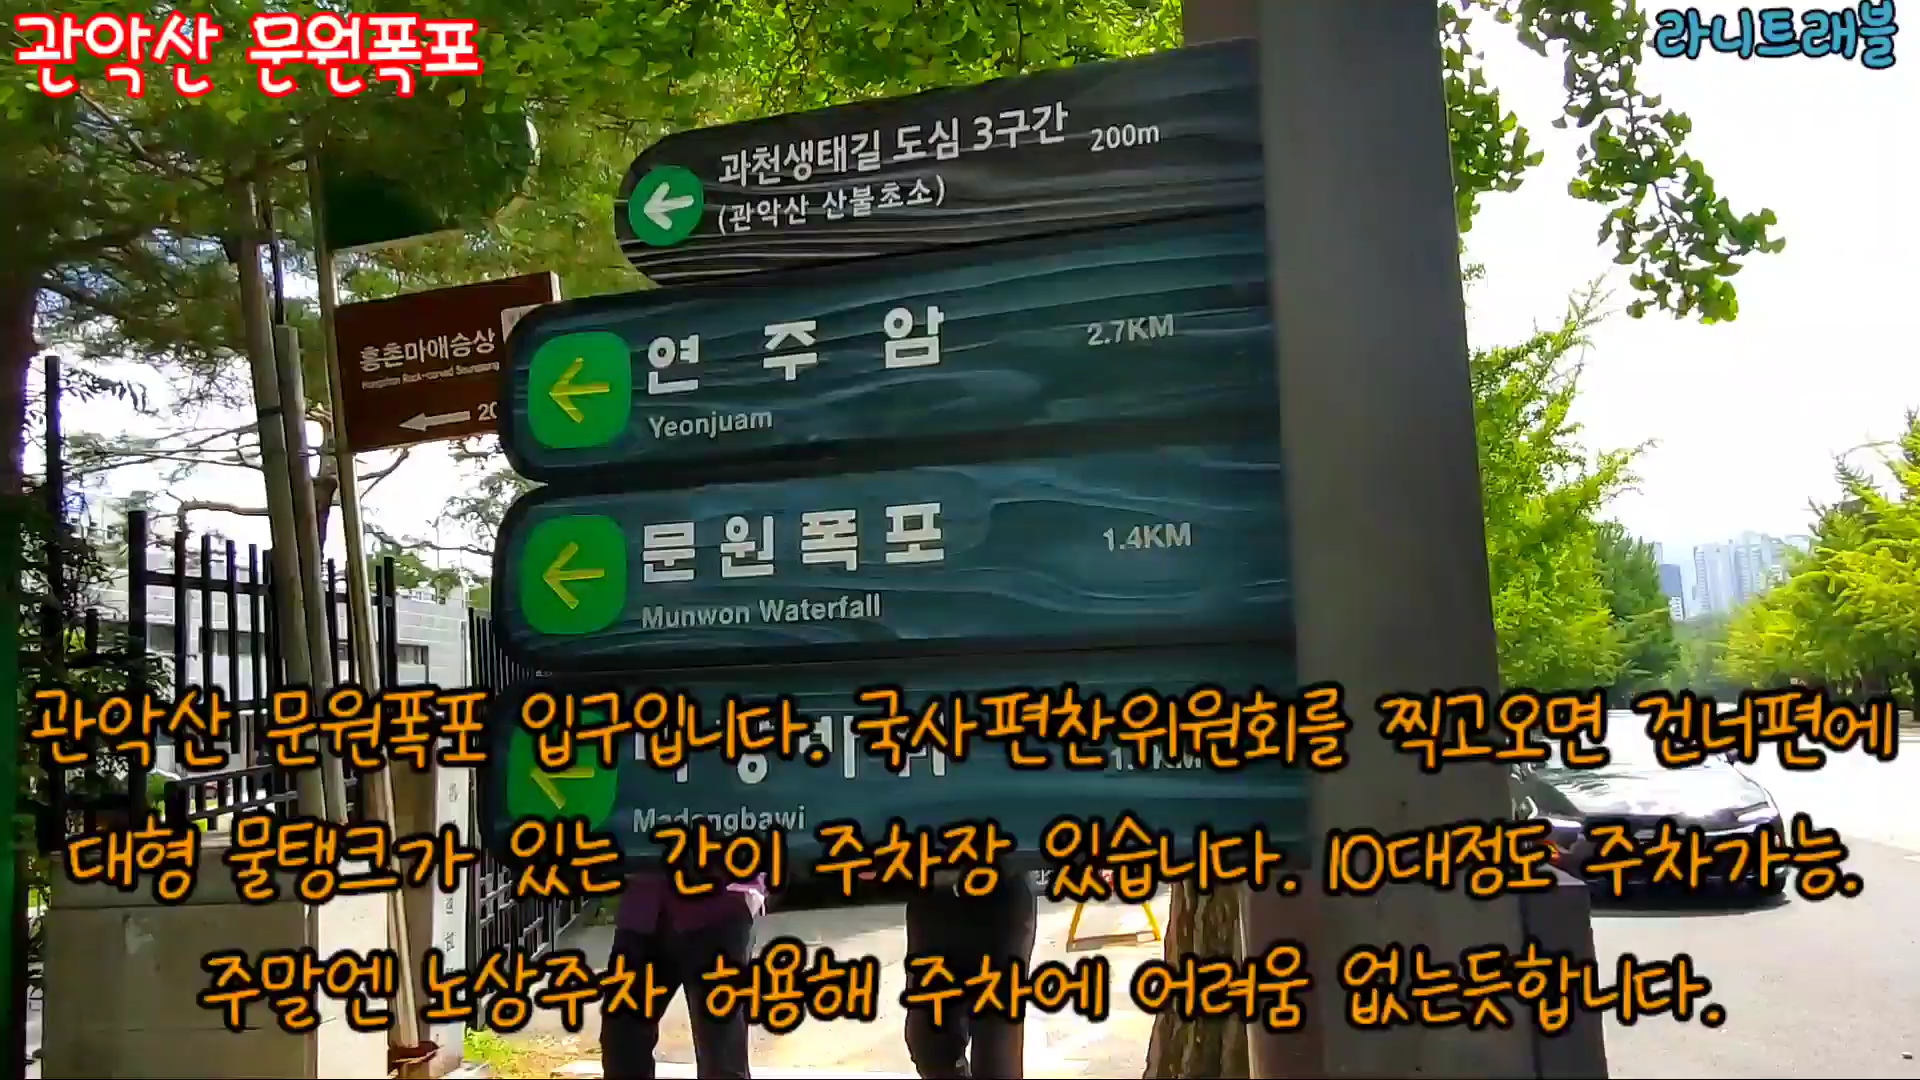 관악산 문원폭포
라니트래블
과천생태길 도심 3구간 200m
(관악산 산불초소)
홍촌마애승상
연주암 2.7KM
Yeonjuam
문원폭포 1.4KM
Munwon Waterfall
Madangbawi
관악산 문원폭포 입구입니다. 국사편찬위원회를 찍고오면 건너편에
대형 물탱크가 있는 간이 주차장 있습니다. 10대정도 주차가능.
주말엔 노상주차 허용해 주차에 어려움 없는듯합니다.